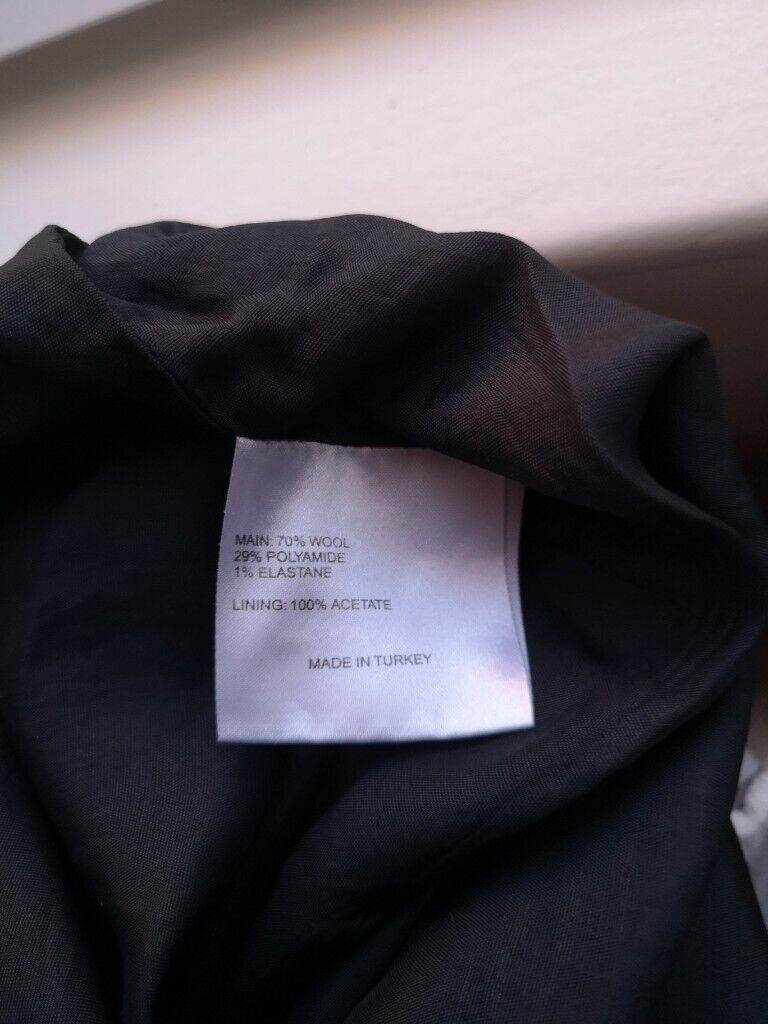 MAIN: 70% WOOL
29% POLYAMIDE
1% ELASTANE
LINING: 100% ACETATE
MADE IN TURKEY